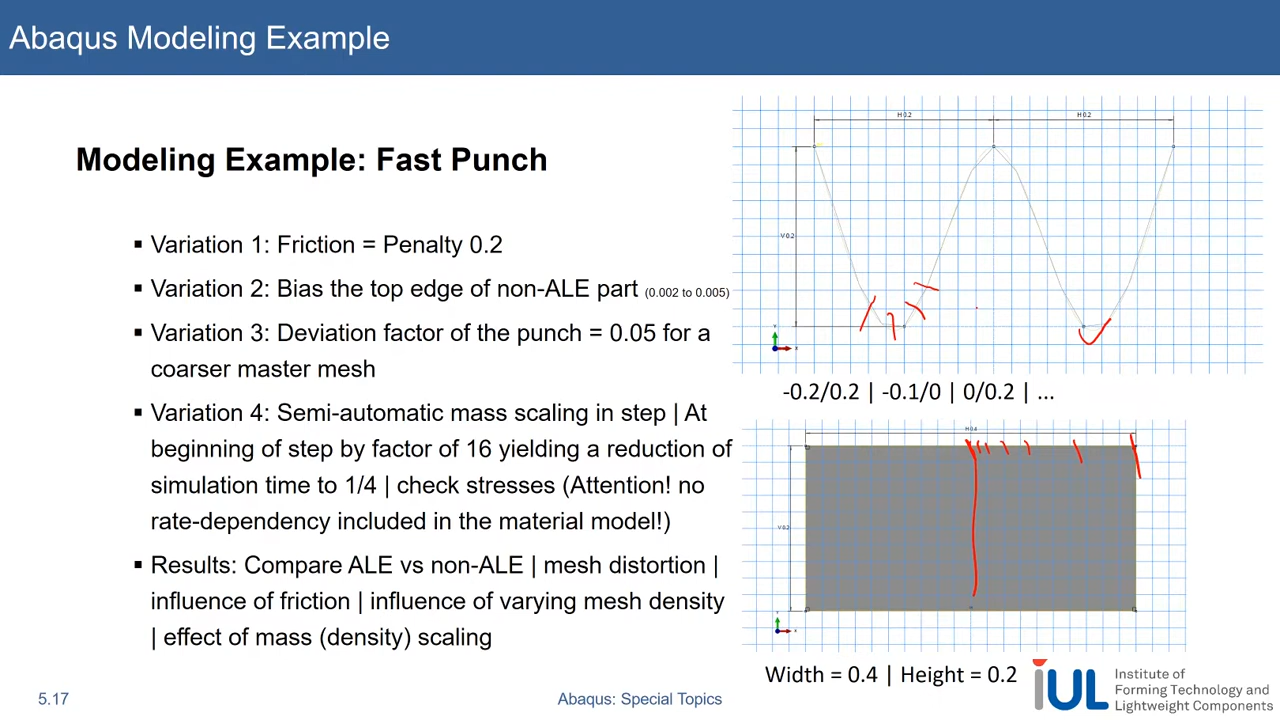 Abaqus Modeling Example
Modeling Example: Fast Punch
▪ Variation 1: Friction = Penalty 0.2
▪ Variation 2: Bias the top edge of non-ALE part (0.002 to 0.005)
▪ Variation 3: Deviation factor of the punch = 0.05 for a
coarser master mesh
▪ Variation 4: Semi-automatic mass scaling in step | At
beginning of step by factor of 16 yielding a reduction of
simulation time to 1/4 | check stresses (Attention! no
rate-dependency included in the material model!)
▪ Results: Compare ALE vs non-ALE | mesh distortion |
influence of friction | influence of varying mesh density
| effect of mass (density) scaling
H 0.2
H 0.2
V 0.2
Y
X
-0.2/0.2 | -0.1/0 | 0/0.2 | ...
H 0.4
V 0.2
Y
X
Width = 0.4 | Height = 0.2
5.17
Abaqus: Special Topics
iUL
Institute of
Forming Technology and
Lightweight Components